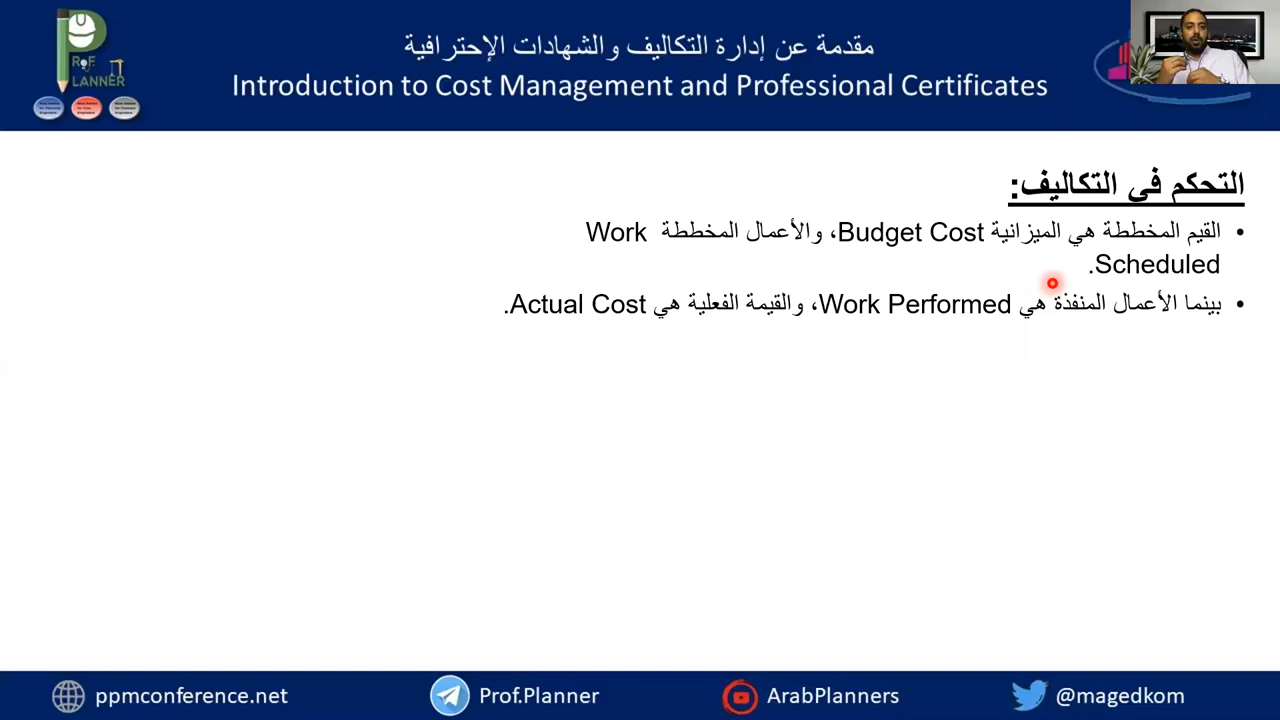 مقدمة عن إدارة التكاليف والشهادات الإحترافية
Introduction to Cost Management and Professional Certificates
R F
LANNER
التحكم في التكاليف:
• القيم المخططة هي الميزانية Budget Cost، والأعمال المخططة Work
Scheduled.
• بينما الأعمال المنفذة هي Work Performed، والقيمة الفعلية هي Actual Cost.
ppmconference.net
Prof.Planner
ArabPlanners
@magedkom